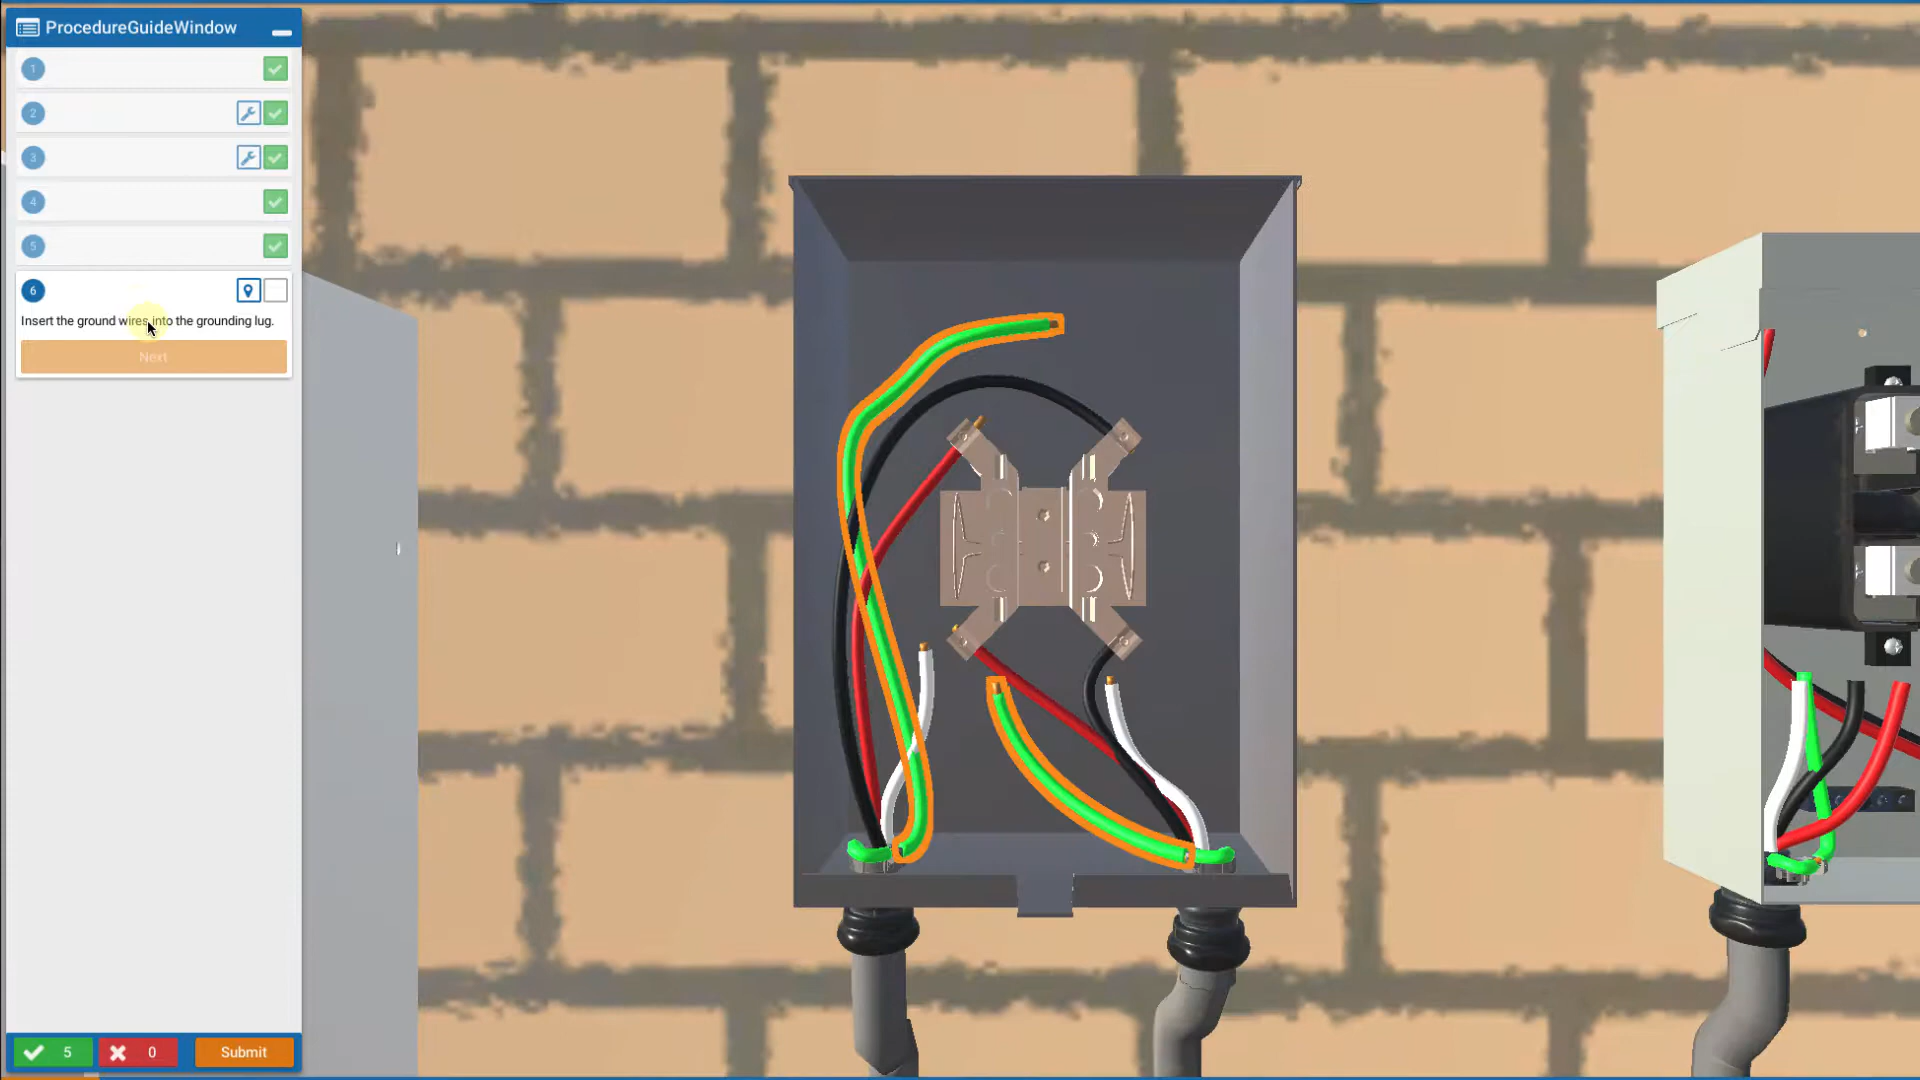 ProcedureGuideWindow
1
2
3
4
5
6
Insert the ground wires into the grounding lug.
Next
5
0
Submit